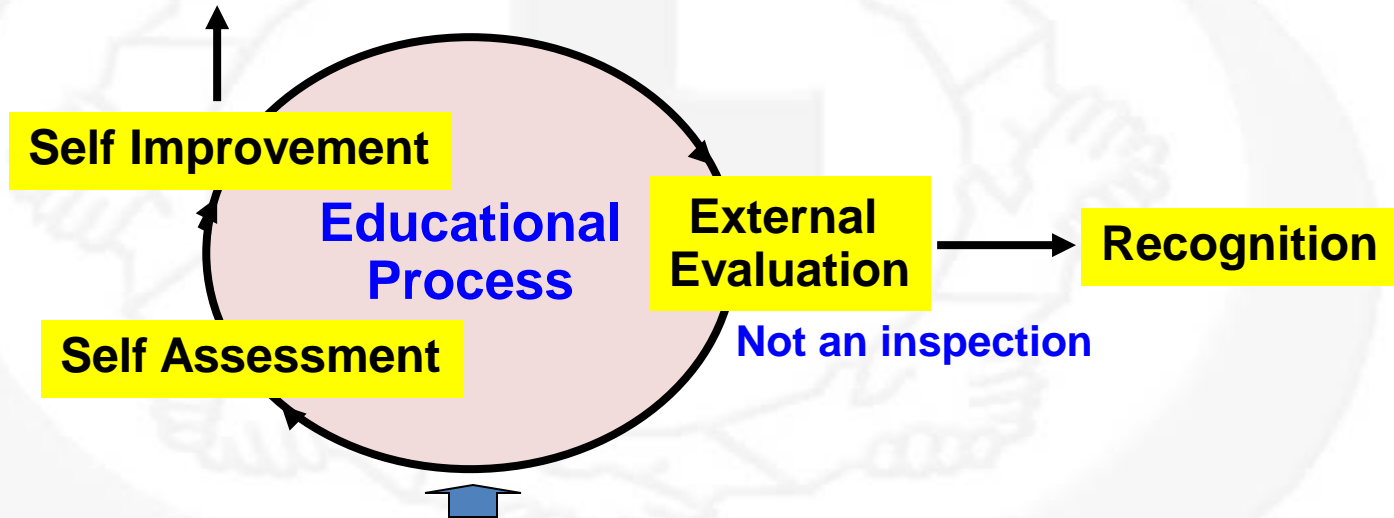 Self Improvement
Educational
Process
External
Evaluation
Recognition
Self Assessment
Not an inspection